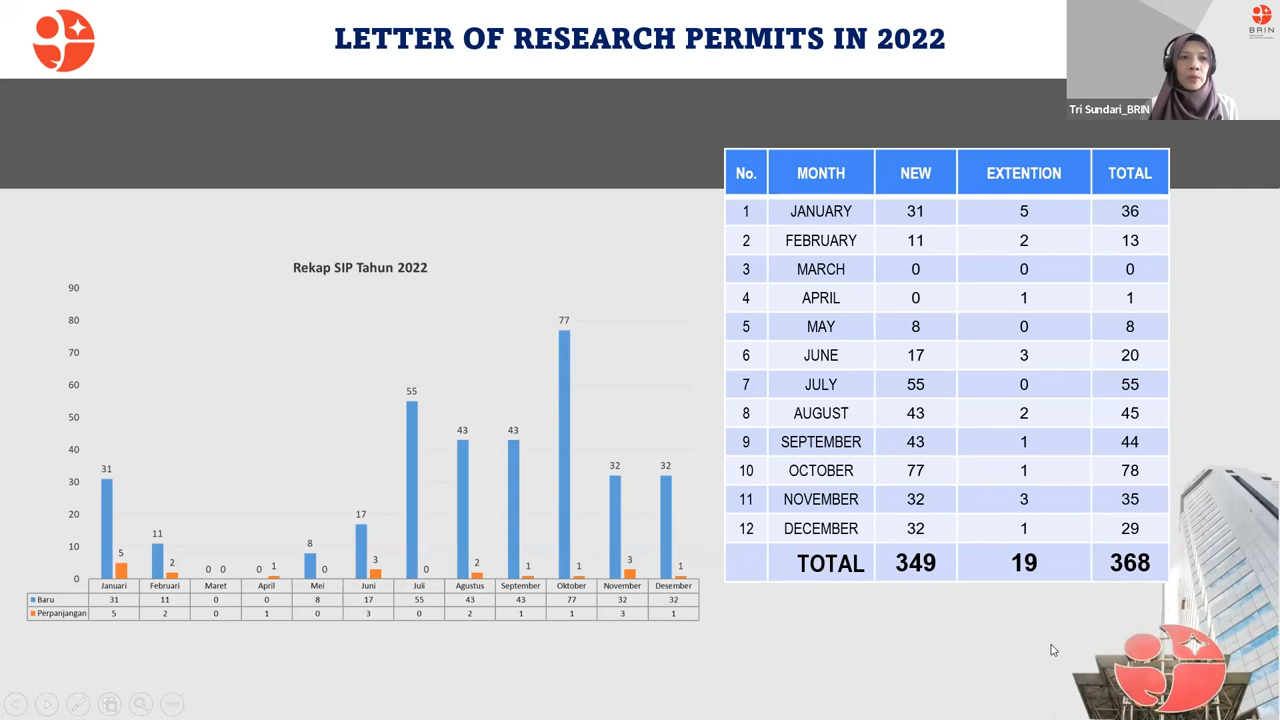 LETTER OF RESEARCH PERMITS IN 2022
BRIN
Tri Sundari_BRIN
Rekap SIP Tahun 2022
90
80
70
60
50
40
30
20
10
0
31 11 0 0 8 17 55 43 43 77 32 32
5 2 0 1 0 3 0 2 1 1 3 1
Januari Februari Maret April Mei Juni Juli Agustus September Oktober November Desember
Baru 31 11 0 0 8 17 55 43 43 77 32 32
Perpanjangan 5 2 0 1 0 3 0 2 1 1 3 1
No. MONTH NEW EXTENTION TOTAL
1 JANUARY 31 5 36
2 FEBRUARY 11 2 13
3 MARCH 0 0 0
4 APRIL 0 1 1
5 MAY 8 0 8
6 JUNE 17 3 20
7 JULY 55 0 55
8 AUGUST 43 2 45
9 SEPTEMBER 43 1 44
10 OCTOBER 77 1 78
11 NOVEMBER 32 3 35
12 DECEMBER 32 1 29
TOTAL 349 19 368